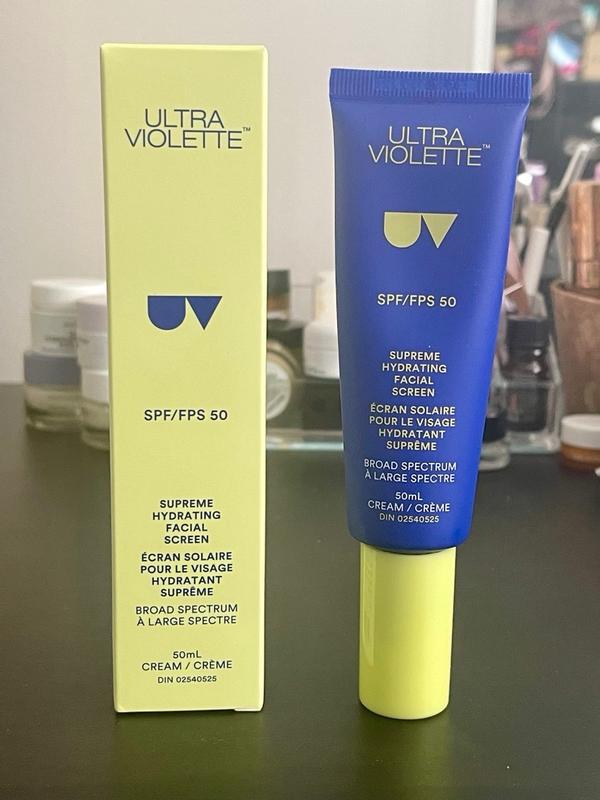 ULTRA
VIOLETTE™
SPF/FPS 50
SUPREME
HYDRATING
FACIAL
SCREEN
ÉCRAN SOLAIRE
POUR LE VISAGE
HYDRATANT
SUPRÊME
BROAD SPECTRUM
À LARGE SPECTRE
50mL
CREAM / CRÈME
DIN 02540525
ULTRA
VIOLETTE™
SPF/FPS 50
SUPREME
HYDRATING
FACIAL
SCREEN
ÉCRAN SOLAIRE
POUR LE VISAGE
HYDRATANT
SUPRÊME
BROAD SPECTRUM
À LARGE SPECTRE
50mL
CREAM / CRÈME
DIN 02540525